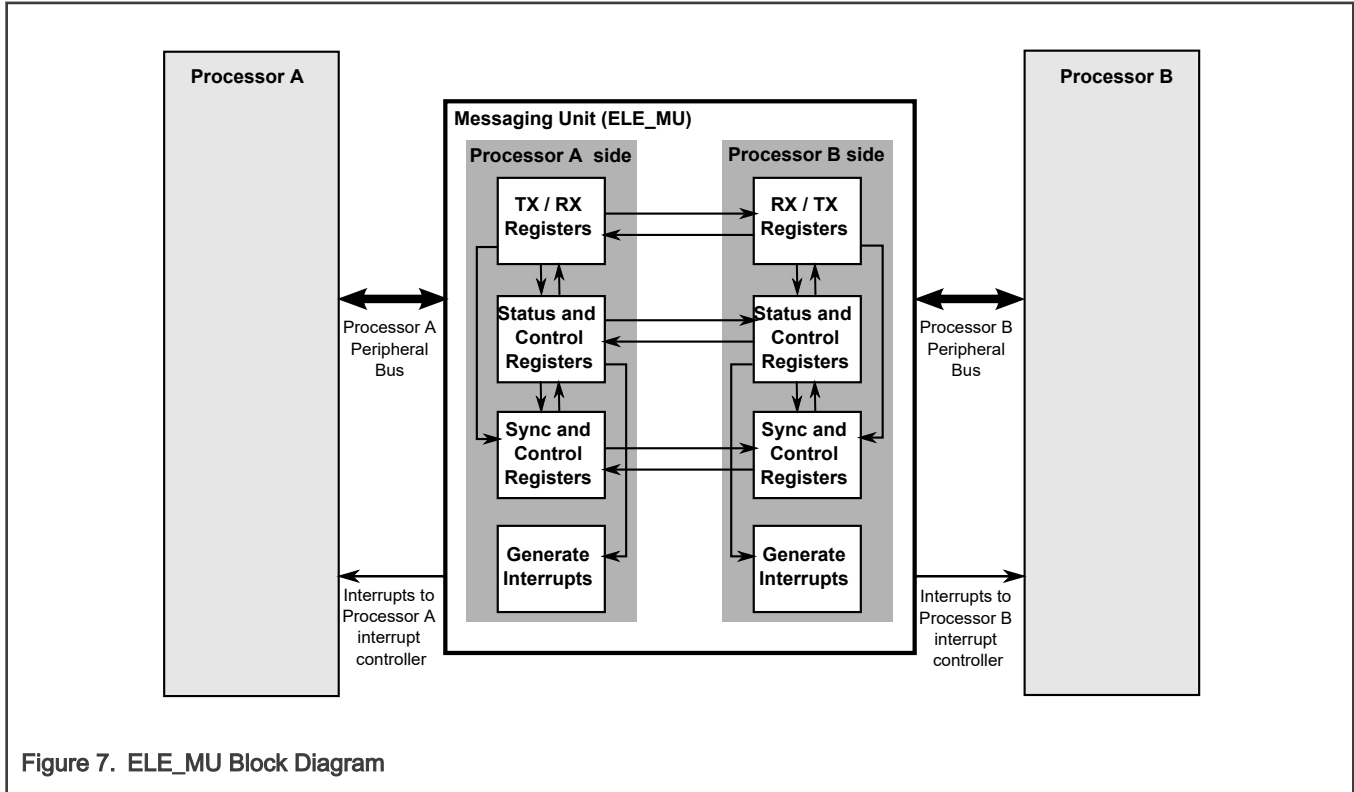 Processor A
Processor B
Messaging Unit (ELE_MU)
Processor A side
Processor B side
TX / RX
Registers
RX / TX
Registers
Status and
Control
Registers
Status and
Control
Registers
Processor A
Peripheral
Bus
Processor B
Peripheral
Bus
Sync and
Control
Registers
Sync and
Control
Registers
Generate
Interrupts
Generate
Interrupts
Interrupts to
Processor A
interrupt
controller
Interrupts to
Processor B
interrupt
controller
Figure 7. ELE_MU Block Diagram